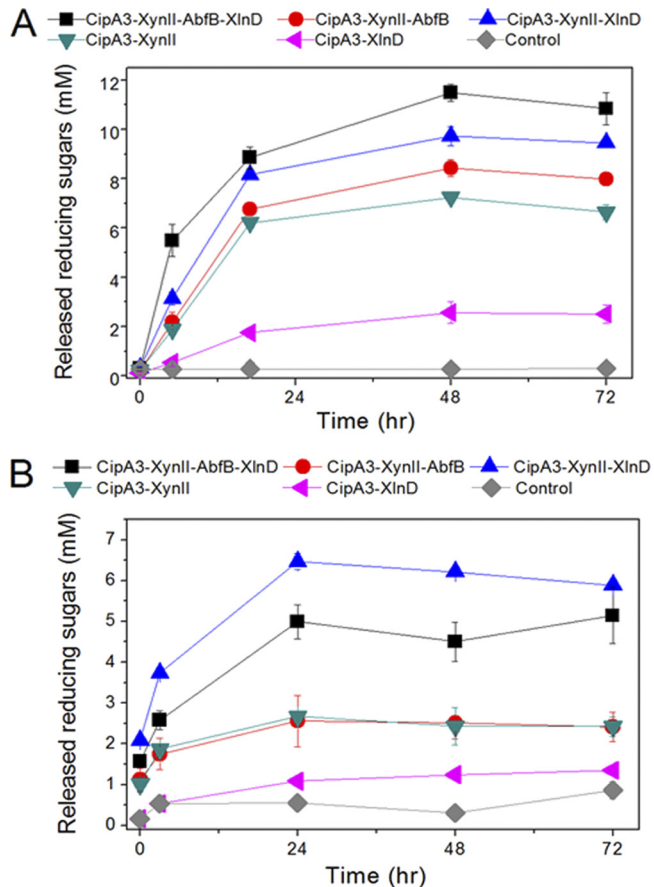 A
CipA3-XynII-AbfB-XlnD CipA3-XynII-AbfB CipA3-XynII-XlnD
CipA3-XynII CipA3-XlnD Control
12
10
8
6
4
2
0
Released reducing sugars (mM)
0 24 48 72
Time (hr)
B
CipA3-XynII-AbfB-XlnD CipA3-XynII-AbfB CipA3-XynII-XlnD
CipA3-XynII CipA3-XlnD Control
7
6
5
4
3
2
1
0
Released reducing sugars (mM)
0 24 48 72
Time (hr)